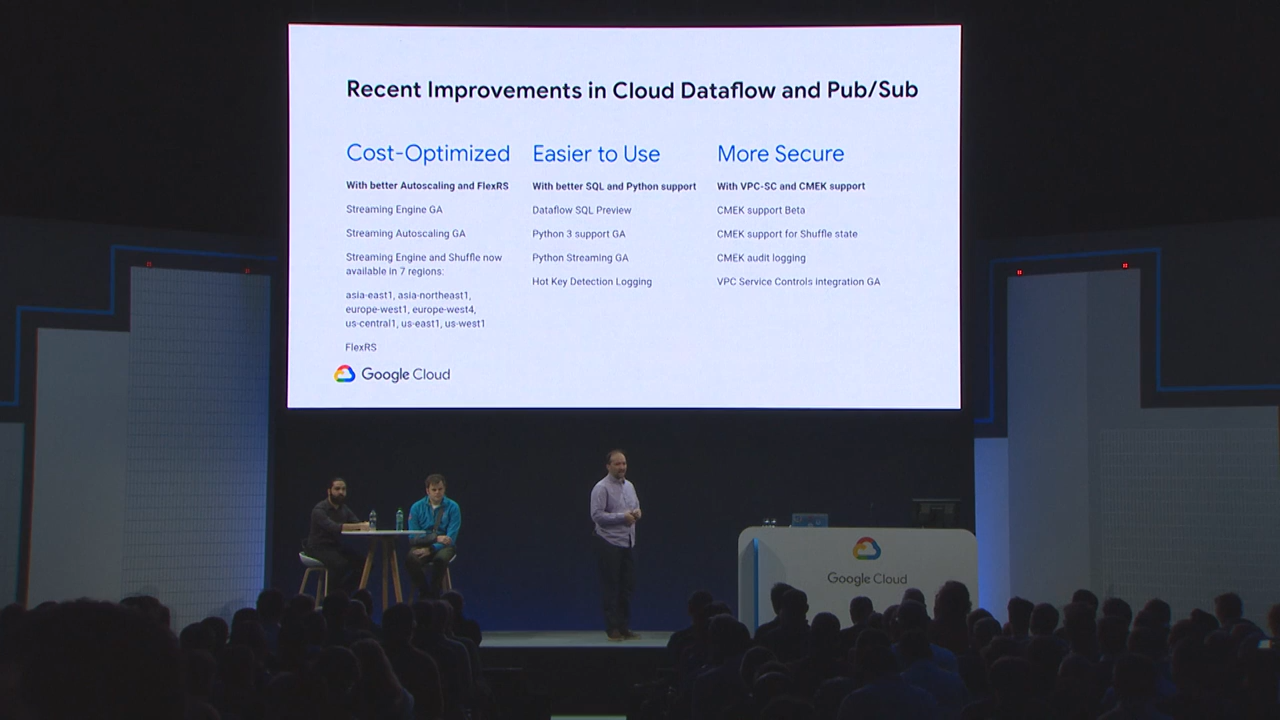 Recent Improvements in Cloud Dataflow and Pub/Sub
Cost-Optimized
With better Autoscaling and FlexRS
Streaming Engine GA
Streaming Autoscaling GA
Streaming Engine and Shuffle now
available in 7 regions:
asia-east1, asia-northeast1,
europe-west1, europe-west4,
us-central1, us-east1, us-west1
FlexRS
Easier to Use
With better SQL and Python support
Dataflow SQL Preview
Python 3 support GA
Python Streaming GA
Hot Key Detection Logging
More Secure
With VPC-SC and CMEK support
CMEK support Beta
CMEK support for Shuffle state
CMEK audit logging
VPC Service Controls integration GA
Google Cloud
Google Cloud